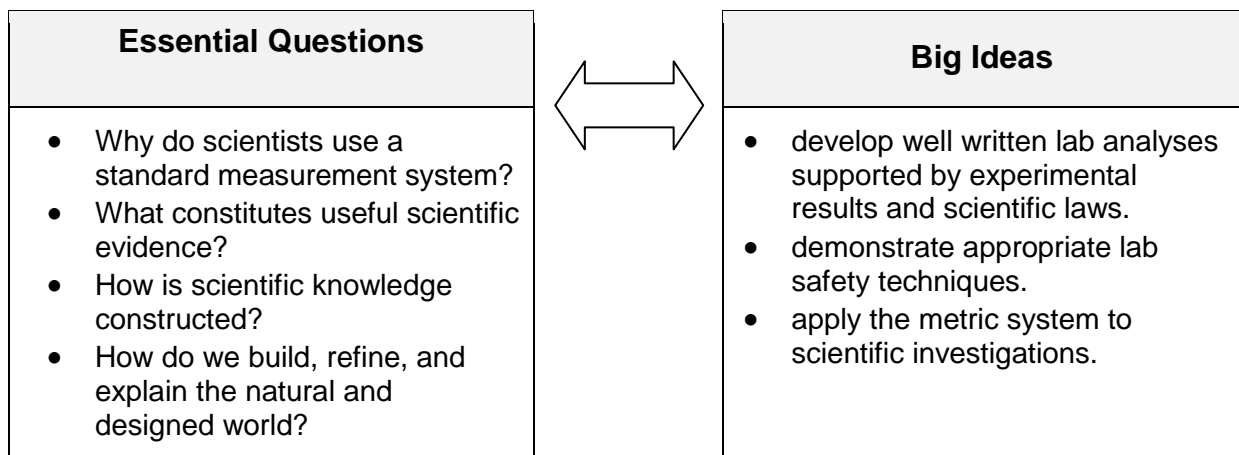 Essential Questions
• Why do scientists use a
standard measurement system?
• What constitutes useful scientific
evidence?
• How is scientific knowledge
constructed?
• How do we build, refine, and
explain the natural and
designed world?
Big Ideas
• develop well written lab analyses
supported by experimental
results and scientific laws.
• demonstrate appropriate lab
safety techniques.
• apply the metric system to
scientific investigations.